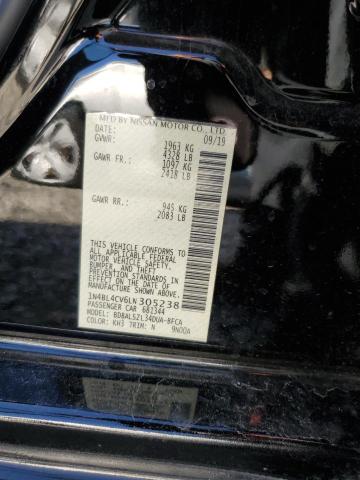 MFD BY NISSAN MOTOR CO., LTD.
DATE: 09/19
GVWR: 1963 KG
4328 LB
GAWR FR: 1097 KG
2418 LB
GAWR RR: 945 KG
2083 LB
THIS VEHICLE CONFORMS TO
ALL APPLICABLE FEDERAL
MOTOR VEHICLE SAFETY,
BUMPER, AND THEFT
PREVENTION STANDARDS
IN EFFECT ON THE DATE OF
MANUFACTURE SHOWN ABOVE.
1N4BL4CV6LN305238
PASSENGER CAR 681344
MODEL: BDBALSZL34DUA-BFCA
COLOR: KH3 TRIM: N 9N00A